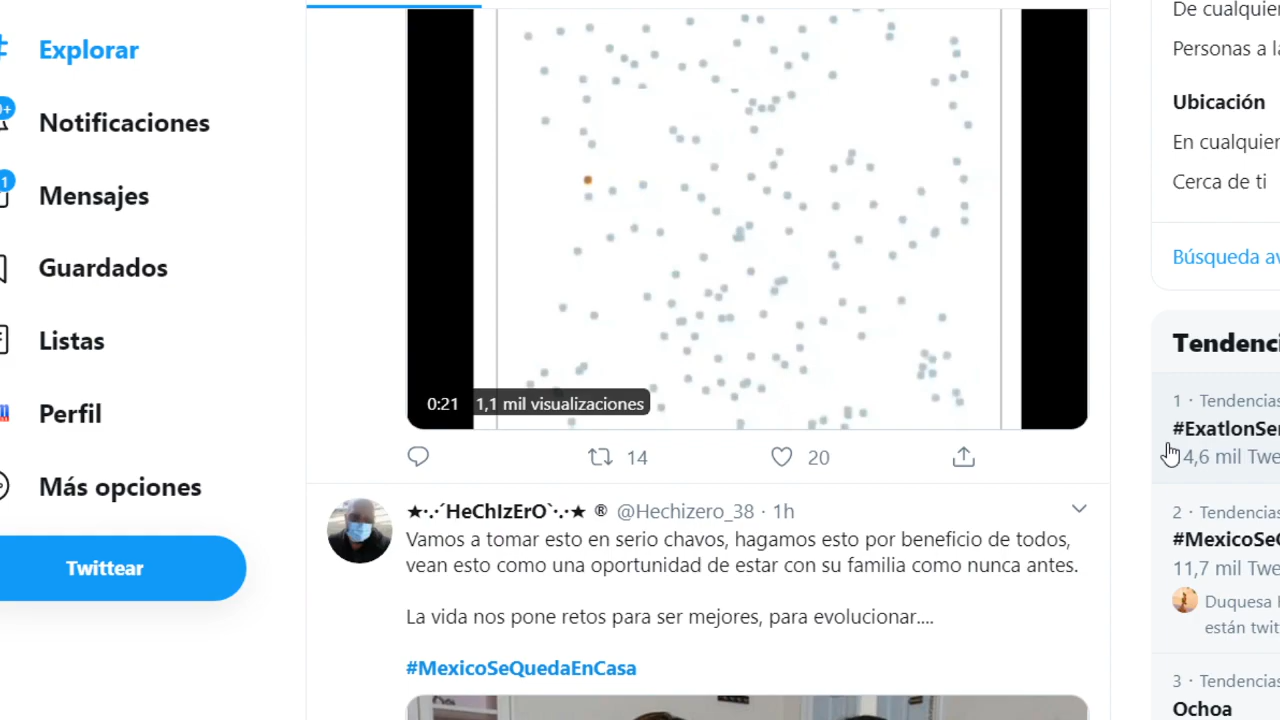 Explorar
Notificaciones
1
Mensajes
Guardados
Listas
Perfil
Más opciones
Twittear
0:21
1,1 mil visualizaciones
14
20
★·.·´HeChIzErO`·.·★ ® @Hechizero_38 · 1h
Vamos a tomar esto en serio chavos, hagamos esto por beneficio de todos,
vean esto como una oportunidad de estar con su familia como nunca antes.
La vida nos pone retos para ser mejores, para evolucionar....
#MexicoSeQuedaEnCasa
De cualquier
Personas a la
Ubicación
En cualquier
Cerca de ti
Búsqueda av
Tendenci
1 · Tendencias
#ExatlonSer
4,6 mil Twe
2 · Tendencias
#MexicoSeQ
11,7 mil Twe
Duquesa
están twit
3 · Tendencias
Ochoa